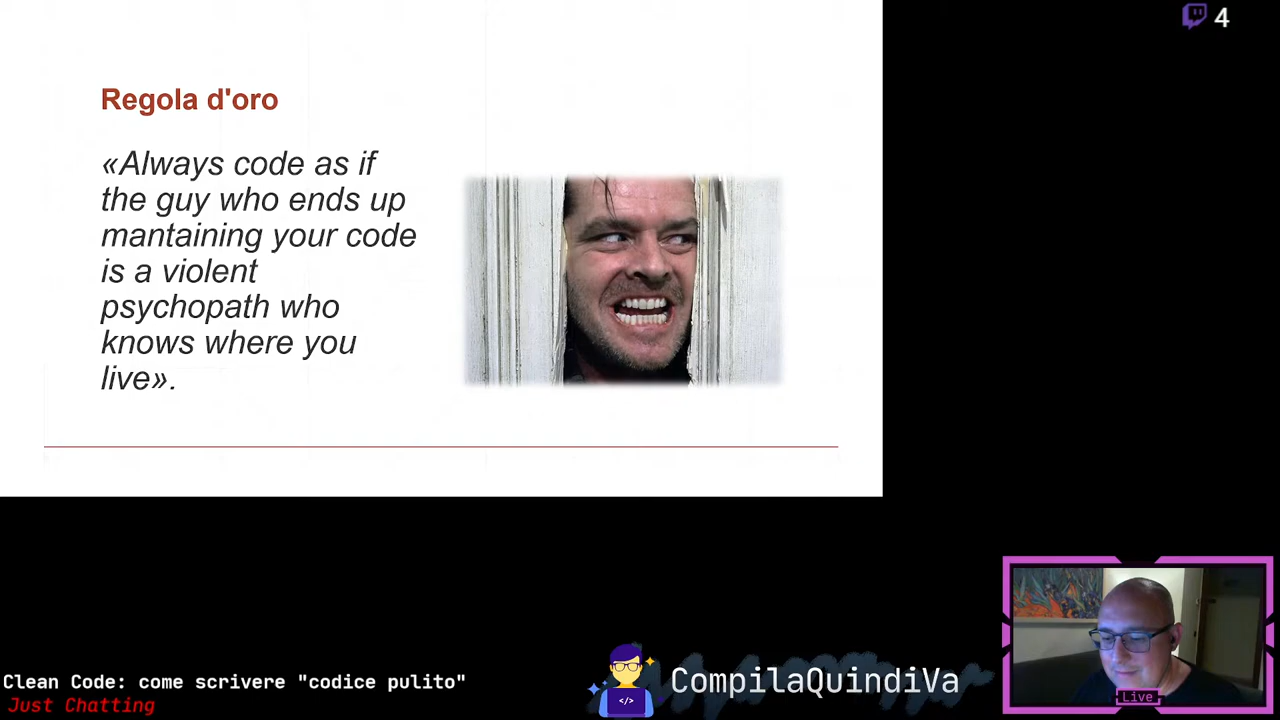 4
Regola d'oro
«Always code as if
the guy who ends up
mantaining your code
is a violent
psychopath who
knows where you
live».
Clean Code: come scrivere "codice pulito"
Just Chatting
</>
CompilaQuindiVa
Live